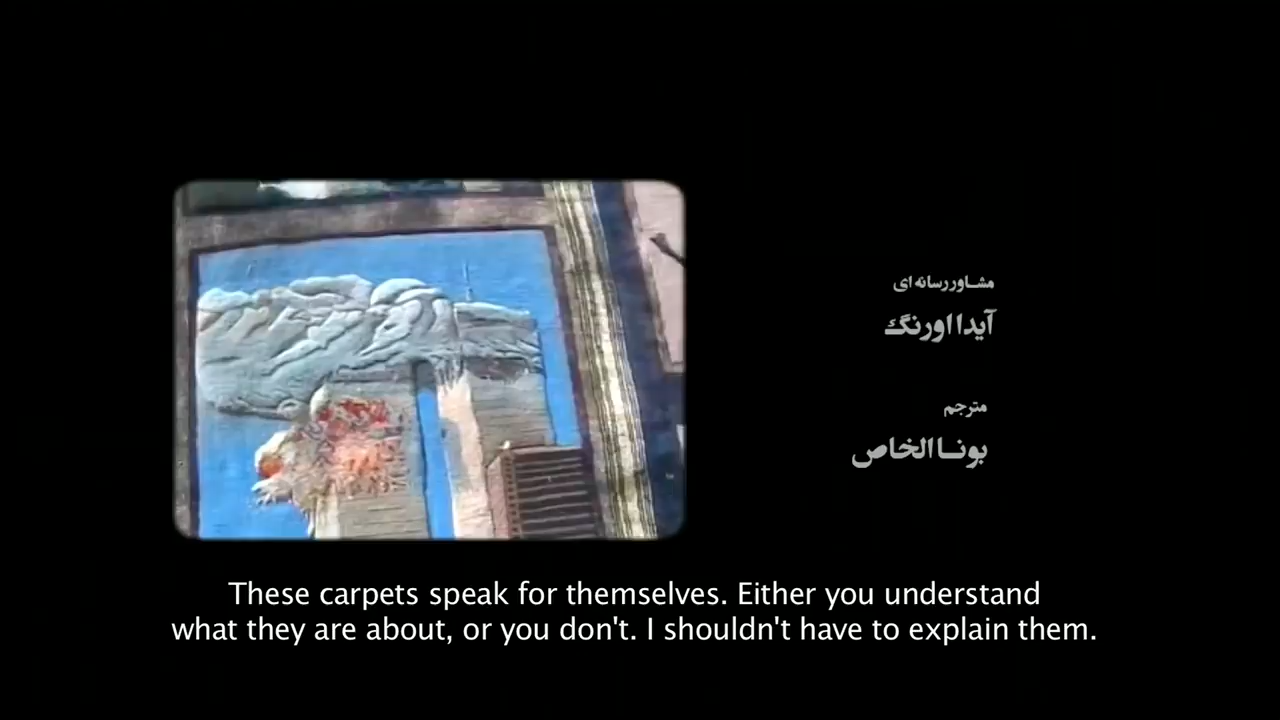 مشاور رسانه ای
آیدا اورنگ
مترجم
یونا الخاص
These carpets speak for themselves. Either you understand
what they are about, or you don't. I shouldn't have to explain them.